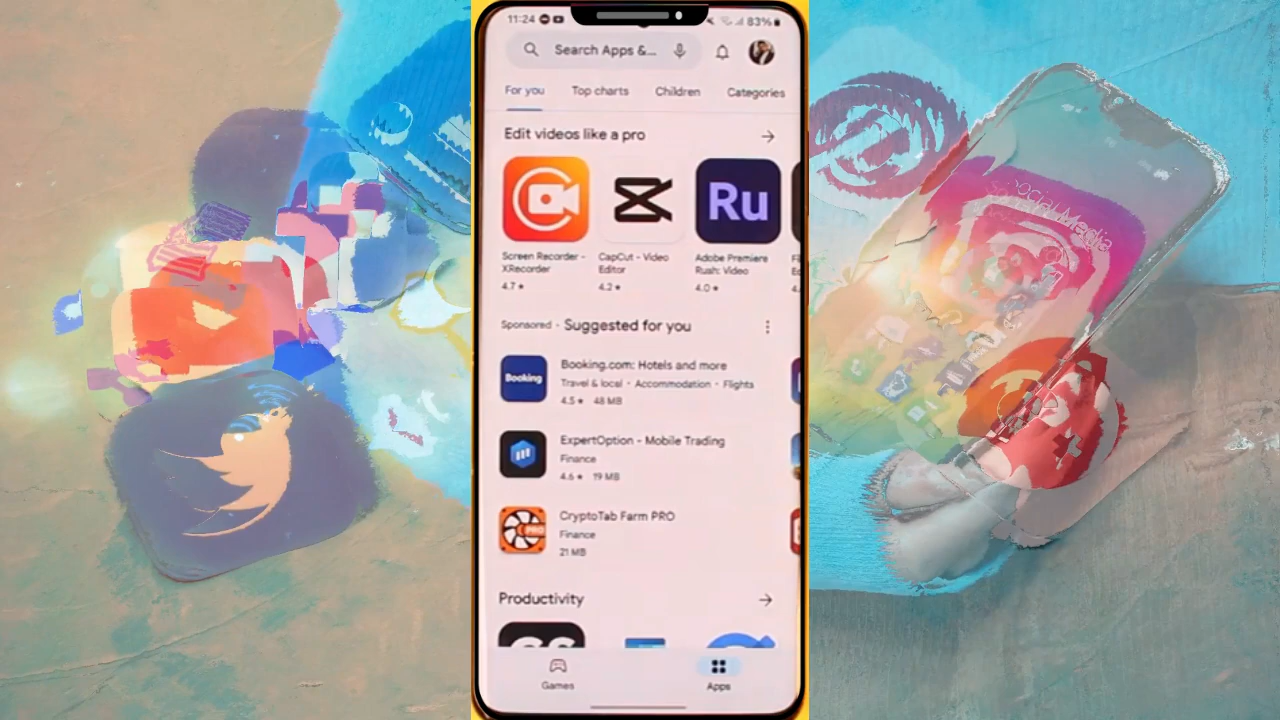 11:24
83%
Search Apps &...
For you
Top charts
Children
Categories
Edit videos like a pro
Ru
Screen Recorder -
XRecorder
4.7 ★
CapCut - Video
Editor
4.2 ★
Adobe Premiere
Rush: Video
4.0 ★
Sponsored · Suggested for you
Booking
Booking.com: Hotels and more
Travel & local · Accommodation · Flights
4.5 ★ 48 MB
ExpertOption - Mobile Trading
Finance
4.6 ★ 19 MB
PRO
CryptoTab Farm PRO
Finance
21 MB
Productivity
Games
Apps
Social Media